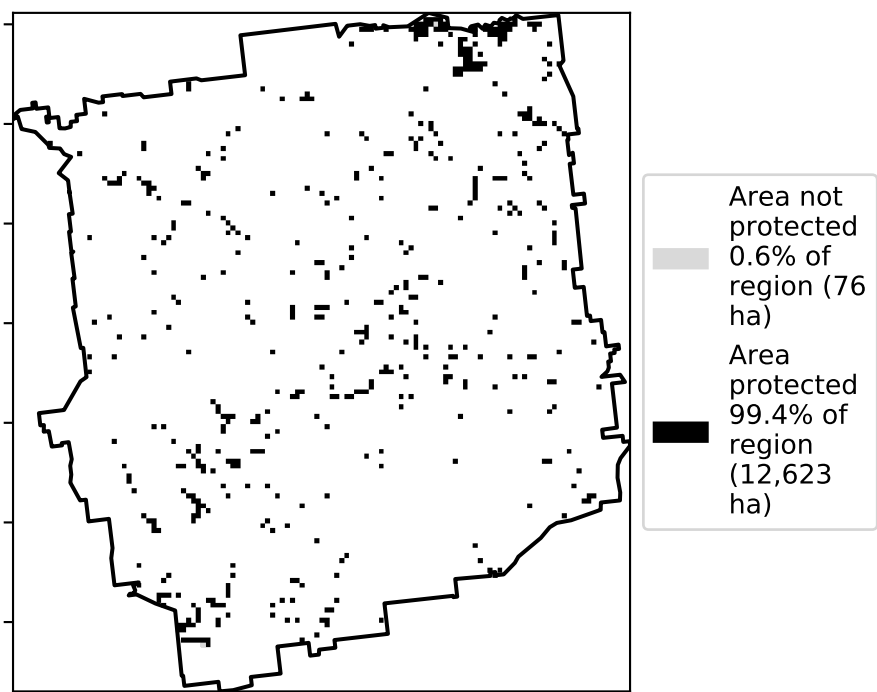 Area not
protected
0.6% of
region (76
ha)
Area
protected
99.4% of
region
(12,623
ha)